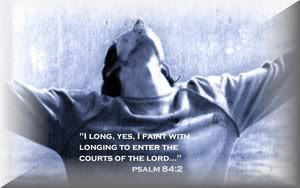 "I LONG, YES, I FAINT WITH
LONGING TO ENTER THE
COURTS OF THE LORD..."
PSALM 84:2